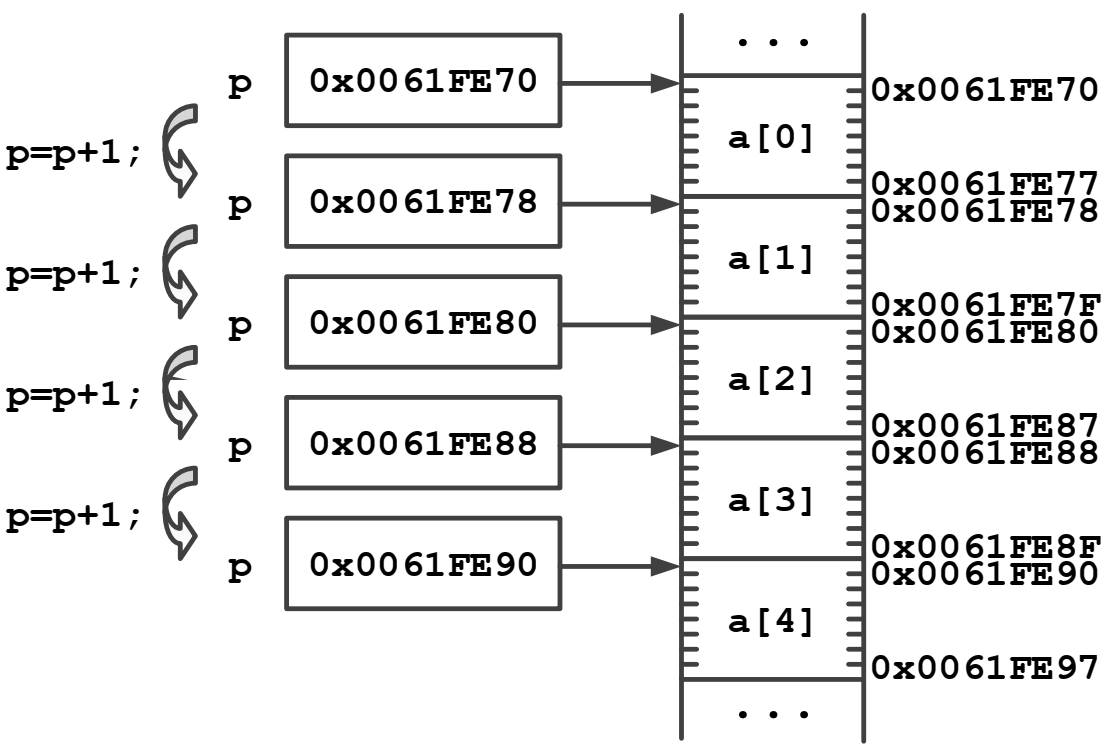 ...
p 0x0061FE70 0x0061FE70
a[0]
p=p+1;
0x0061FE77
p 0x0061FE78 0x0061FE78
a[1]
p=p+1;
0x0061FE7F
p 0x0061FE80 0x0061FE80
a[2]
p=p+1;
0x0061FE87
p 0x0061FE88 0x0061FE88
a[3]
p=p+1;
0x0061FE8F
p 0x0061FE90 0x0061FE90
a[4]
0x0061FE97
...